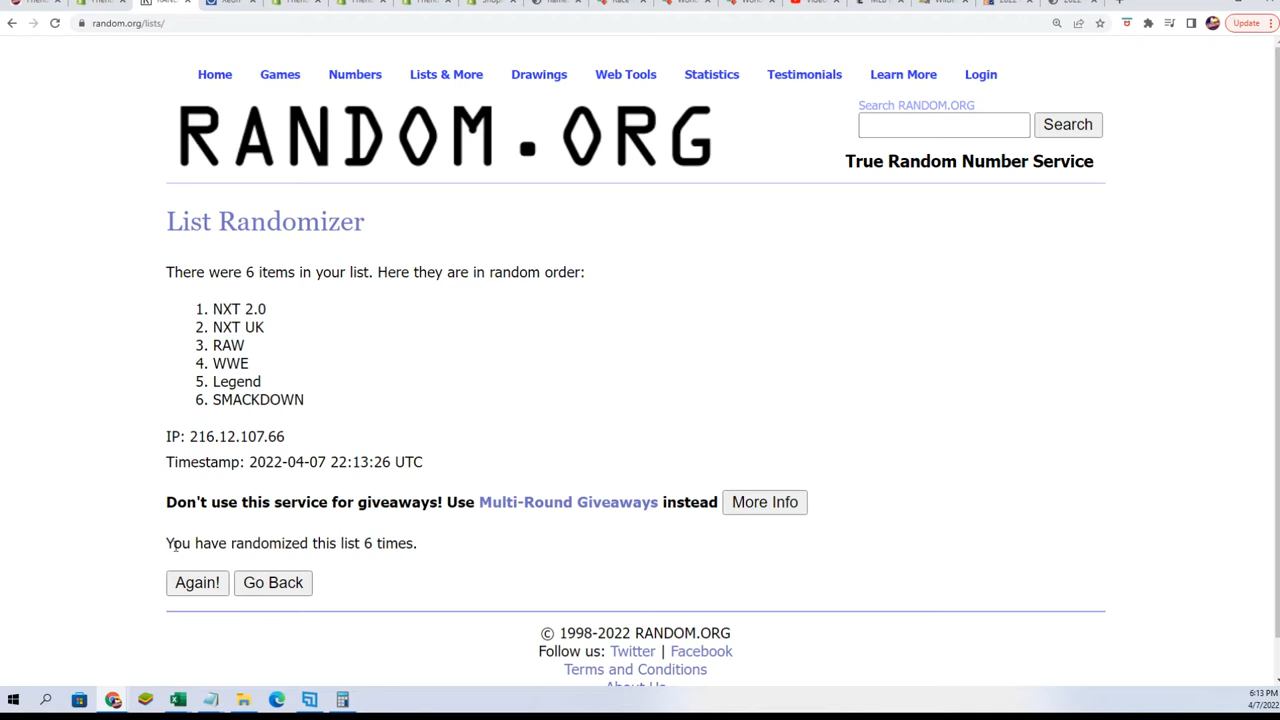 random.org/lists/
Update
Home Games Numbers Lists & More Drawings Web Tools Statistics Testimonials Learn More Login
RANDOM.ORG
Search RANDOM.ORG
Search
True Random Number Service
List Randomizer
There were 6 items in your list. Here they are in random order:
1. NXT 2.0
2. NXT UK
3. RAW
4. WWE
5. Legend
6. SMACKDOWN
IP: 216.12.107.66
Timestamp: 2022-04-07 22:13:26 UTC
Don't use this service for giveaways! Use Multi-Round Giveaways instead More Info
You have randomized this list 6 times.
Again! Go Back
© 1998-2022 RANDOM.ORG
Follow us: Twitter | Facebook
Terms and Conditions
About Us
6:13 PM
4/7/2022